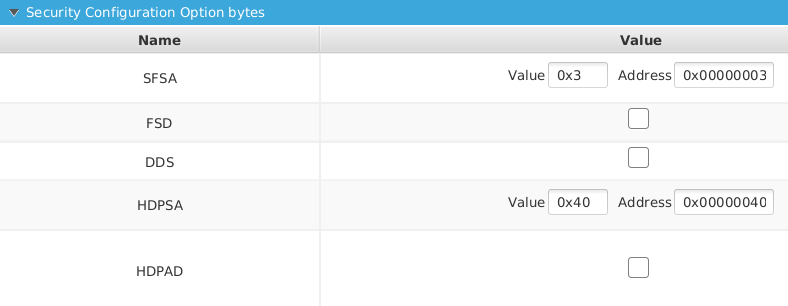 Security Configuration Option bytes
Name Value
SFSA Value 0x3 Address 0x00000003
FSD
DDS
HDPSA Value 0x40 Address 0x00000040
HDPAD